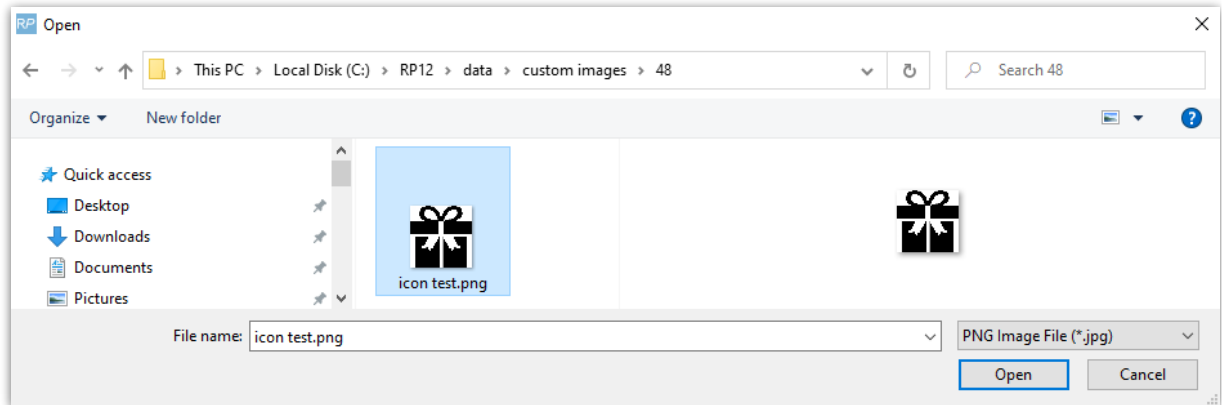 RP Open
This PC > Local Disk (C:) > RP12 > data > custom images > 48
Search 48
Organize New folder
?
Quick access
Desktop
Downloads
Documents
Pictures
icon test.png
File name: icon test.png
PNG Image File (*.jpg)
Open Cancel